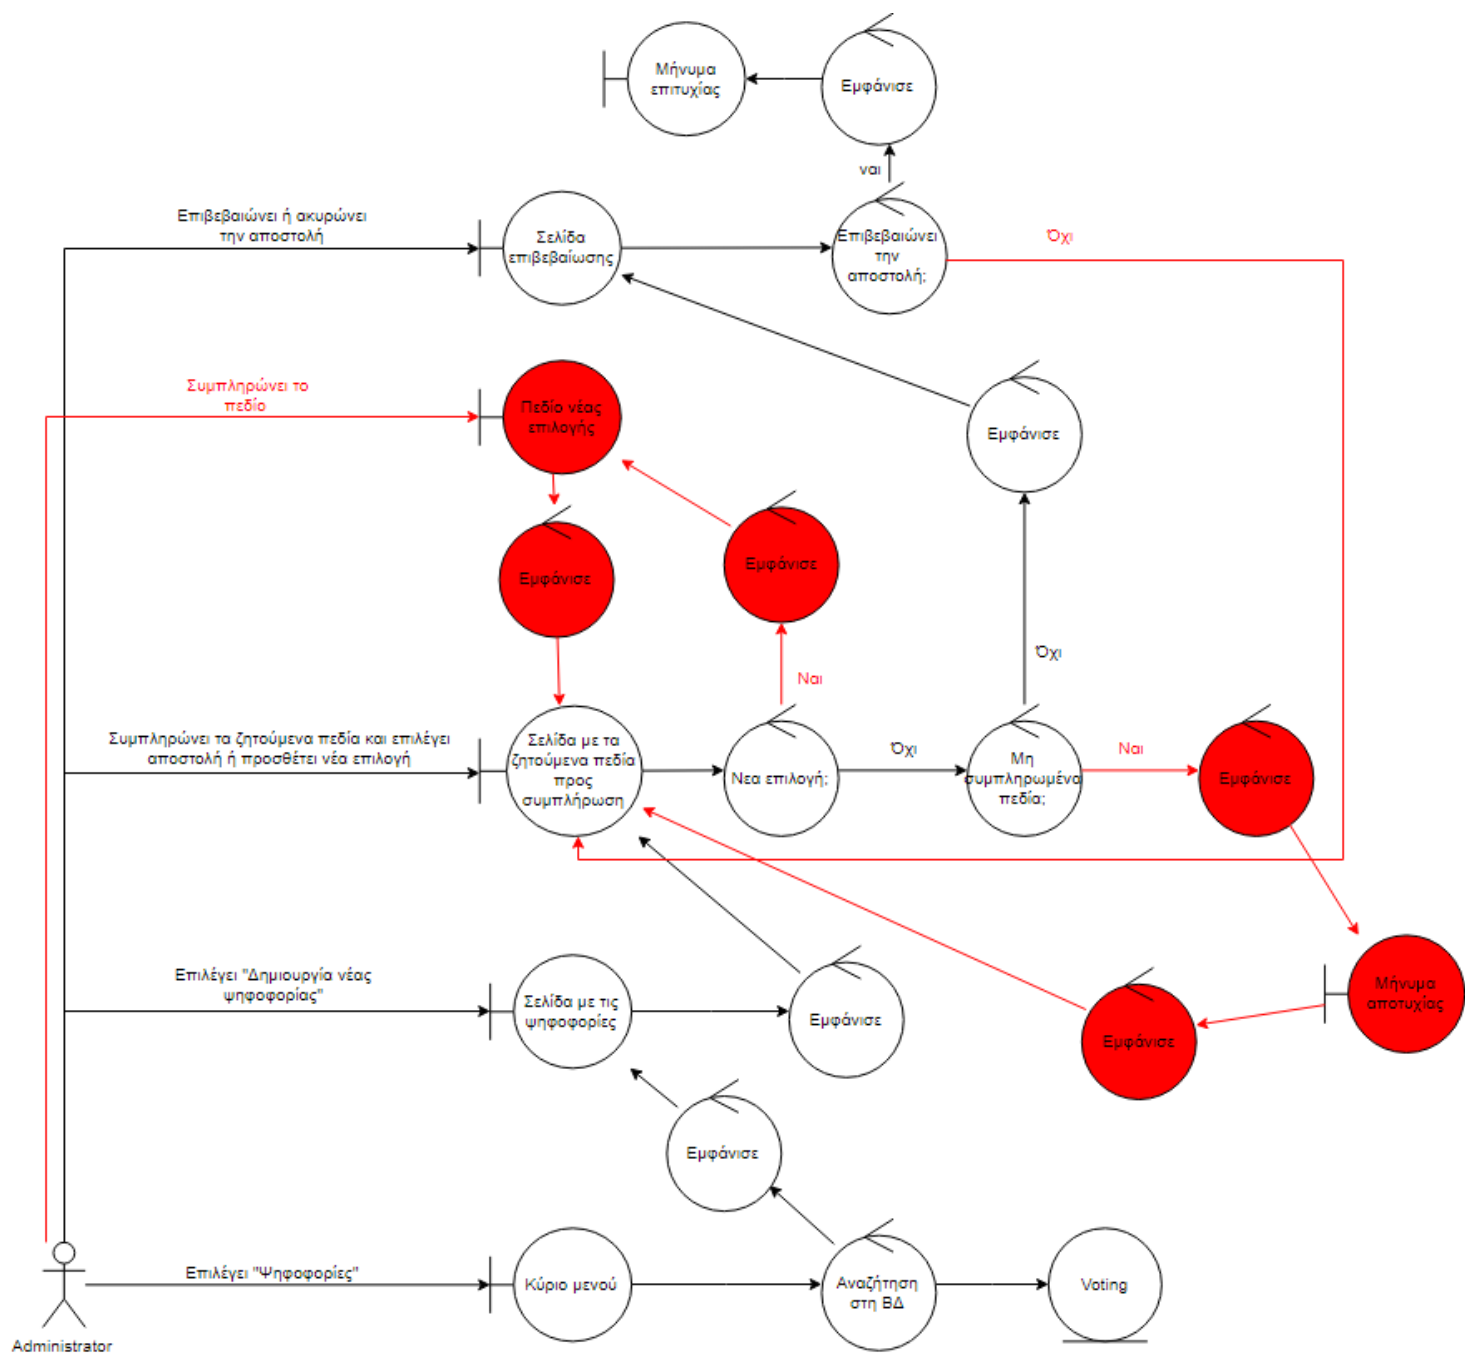 Μήνυμα
επιτυχίας
Εμφάνισε
ναι
Επιβεβαιώνει ή ακυρώνει
την αποστολή
Σελίδα
επιβεβαίωσης
Επιβεβαιώνει
την
αποστολή;
Όχι
Συμπληρώνει το
πεδίο
Πεδίο νέας
επιλογής
Εμφάνισε
Εμφάνισε
Εμφάνισε
Όχι
Ναι
Συμπληρώνει τα ζητούμενα πεδία και επιλέγει
αποστολή ή προσθέτει νέα επιλογή
Σελίδα με τα
ζητούμενα πεδία
προς
συμπλήρωση
Νεα επιλογή;
Όχι
Μη
συμπληρωμένα
πεδία;
Ναι
Εμφάνισε
Επιλέγει "Δημιουργία νέας
ψηφοφορίας"
Σελίδα με τις
ψηφοφορίες
Εμφάνισε
Εμφάνισε
Μήνυμα
αποτυχίας
Εμφάνισε
Επιλέγει "Ψηφοφορίες"
Κύριο μενού
Αναζήτηση
στη ΒΔ
Voting
Administrator